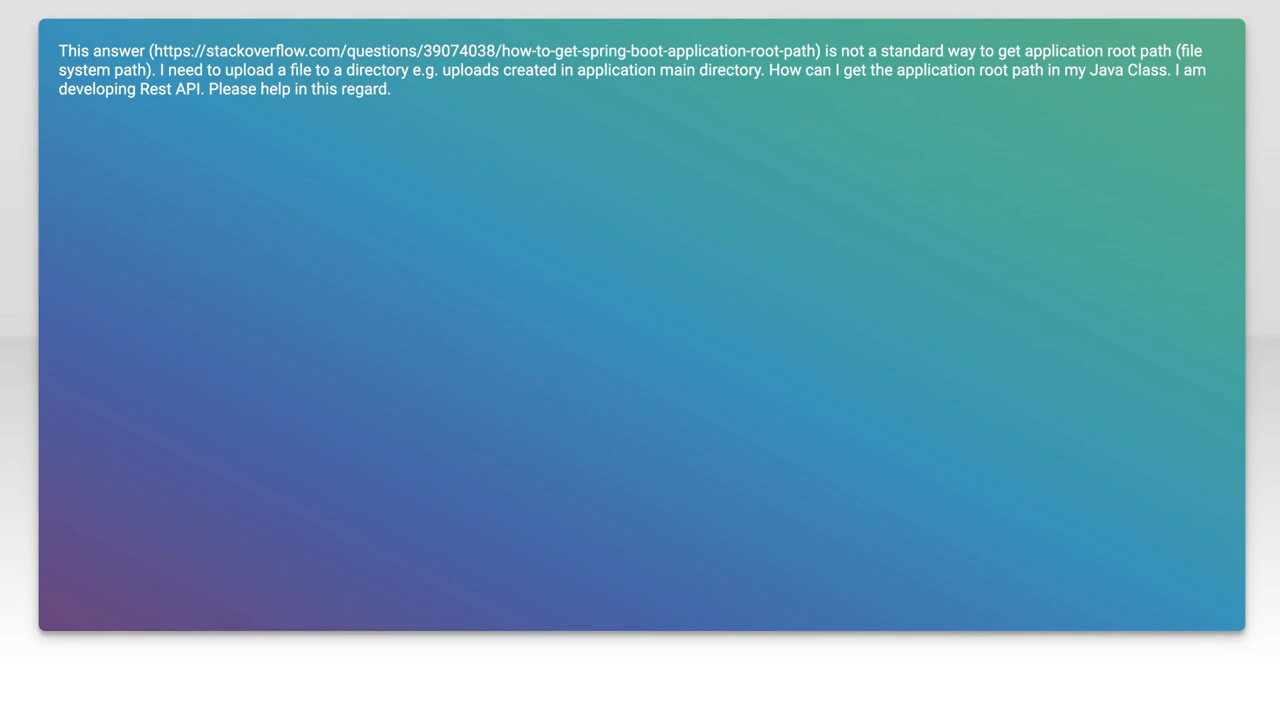 This answer (https://stackoverflow.com/questions/39074038/how-to-get-spring-boot-application-root-path) is not a standard way to get application root path (file
system path). I need to upload a file to a directory e.g. uploads created in application main directory. How can I get the application root path in my Java Class. I am
developing Rest API. Please help in this regard.